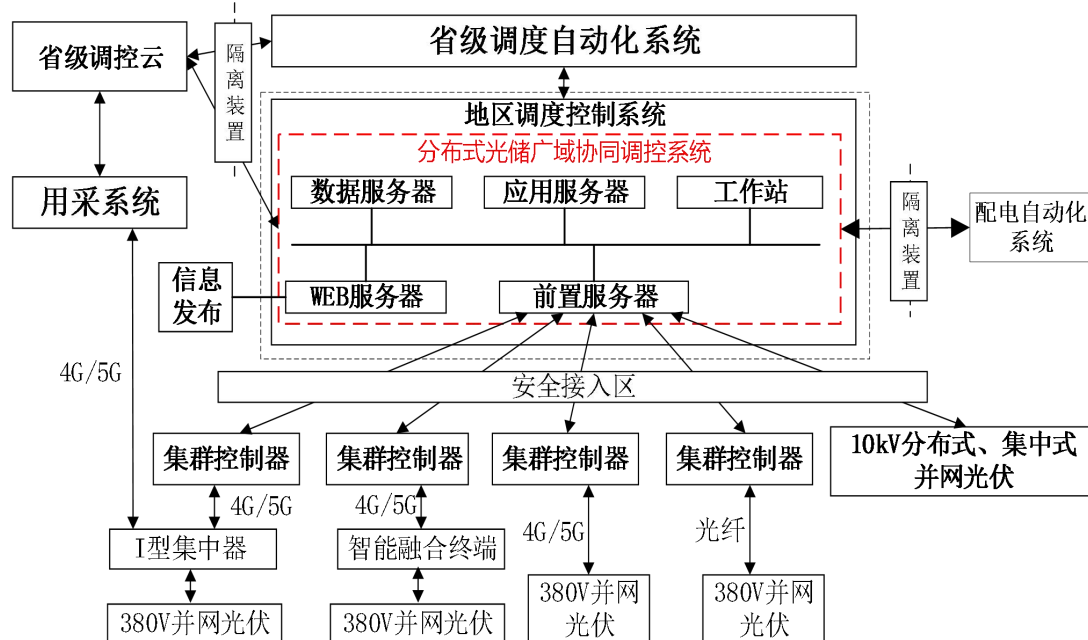 省级调控云
隔离装置
省级调度自动化系统
地区调度控制系统
分布式光储广域协同调控系统
数据服务器
应用服务器
工作站
用采系统
隔离装置
配电自动化
系统
信息
发布
WEB服务器
前置服务器
4G/5G
安全接入区
集群控制器
集群控制器
集群控制器
集群控制器
10kV分布式、集中式
并网光伏
4G/5G
4G/5G
4G/5G
光纤
I型集中器
智能融合终端
380V并网光伏
380V并网光伏
380V并网
光伏
380V并网
光伏